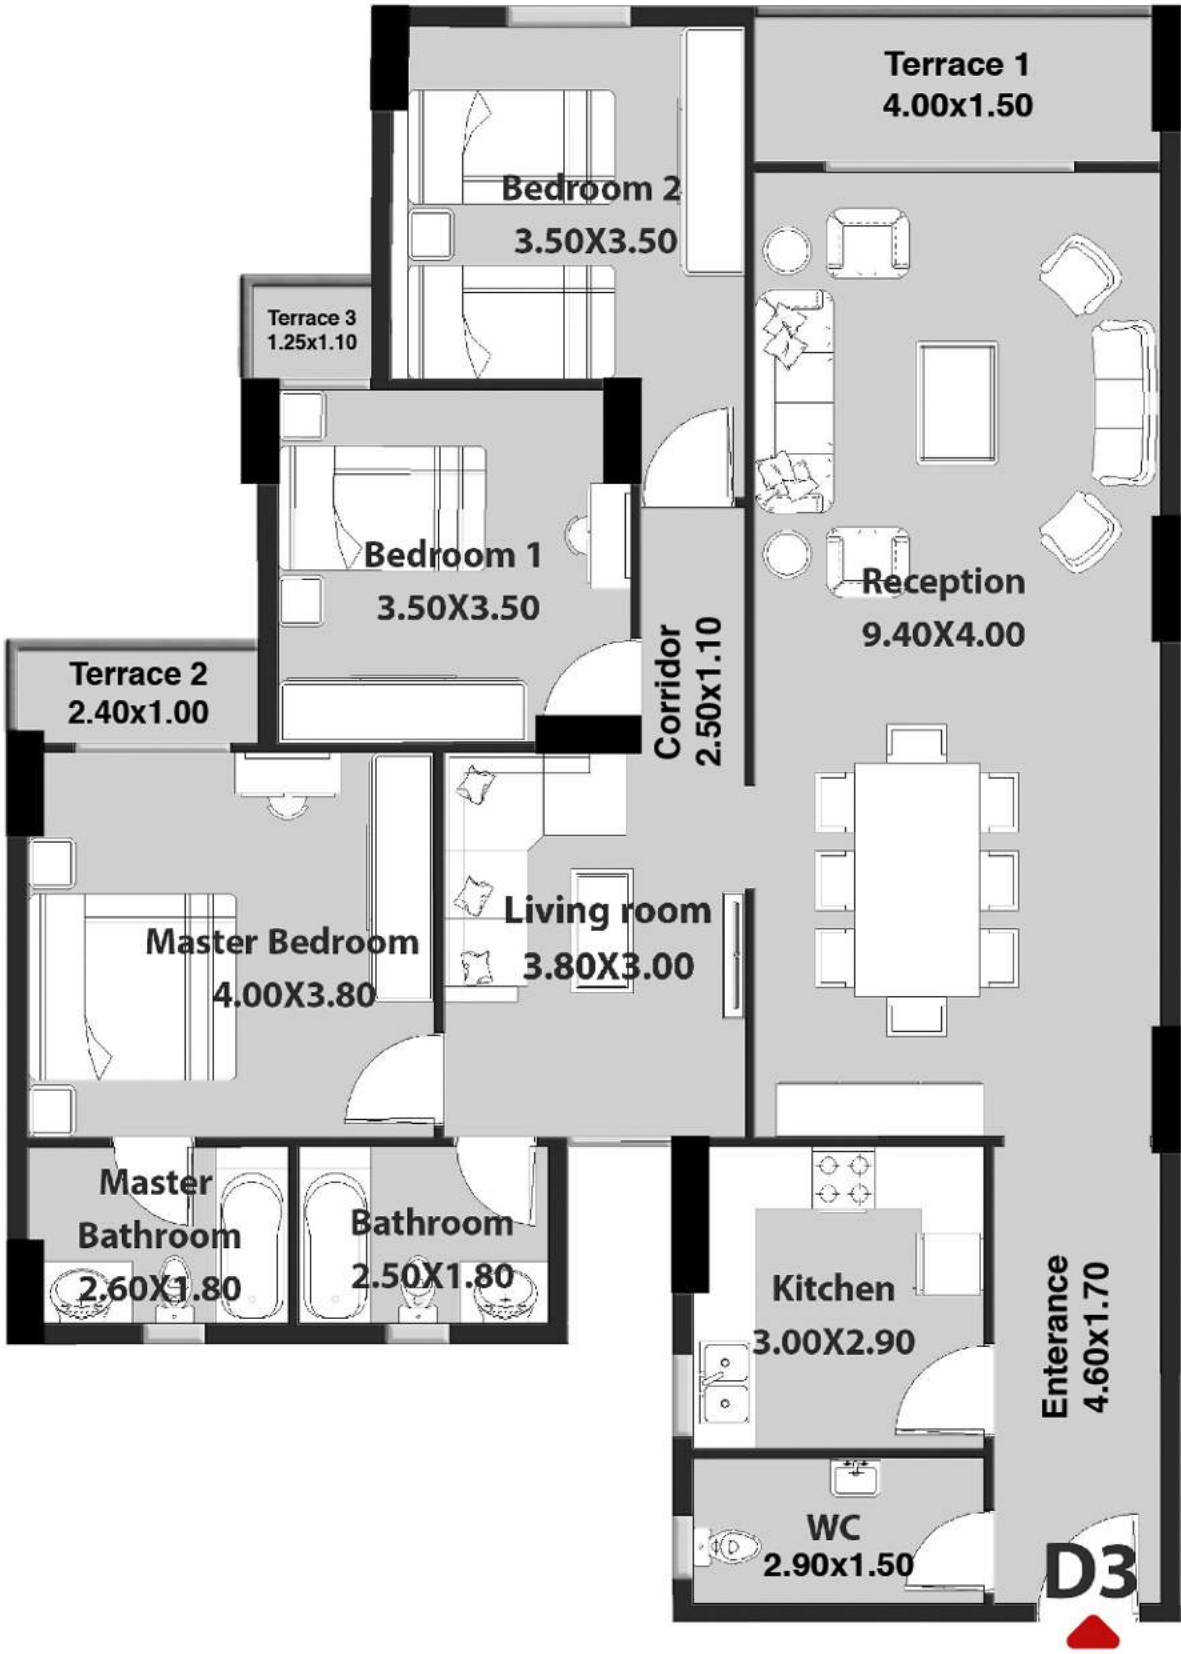 Terrace 1
4.00x1.50
Bedroom 2
3.50X3.50
Terrace 3
1.25x1.10
Bedroom 1
3.50X3.50
Reception
9.40X4.00
Corridor
2.50x1.10
Terrace 2
2.40x1.00
Master Bedroom
4.00X3.80
Living room
3.80X3.00
Master
Bathroom
2.60X1.80
Bathroom
2.50X1.80
Kitchen
3.00X2.90
Enterance
4.60x1.70
WC
2.90x1.50
D3